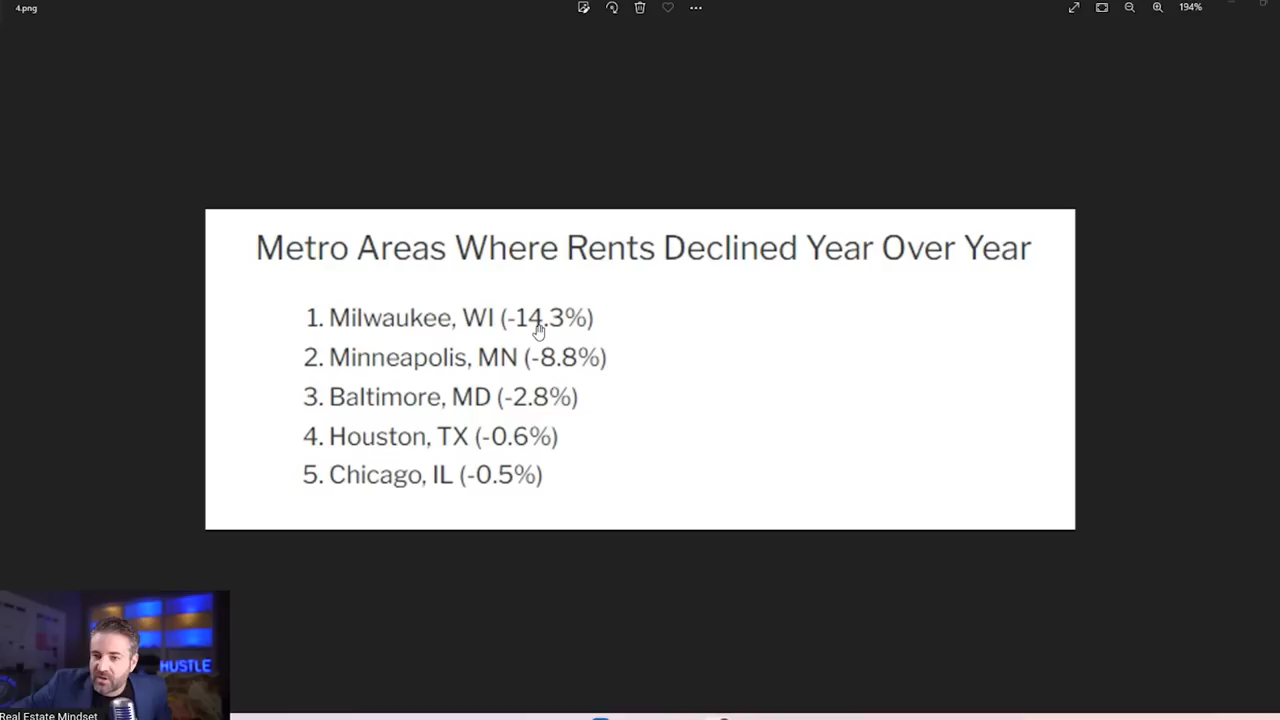 4.png
194%
Metro Areas Where Rents Declined Year Over Year
1. Milwaukee, WI (-14.3%)
2. Minneapolis, MN (-8.8%)
3. Baltimore, MD (-2.8%)
4. Houston, TX (-0.6%)
5. Chicago, IL (-0.5%)
HUSTLE
Real Estate Mindset